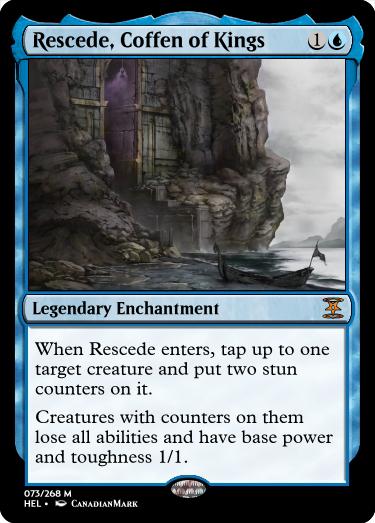 Rescede, Coffen of Kings 1
Legendary Enchantment
When Rescede enters, tap up to one
target creature and put two stun
counters on it.
Creatures with counters on them
lose all abilities and have base power
and toughness 1/1.
073/268 M
HEL • CanadianMark